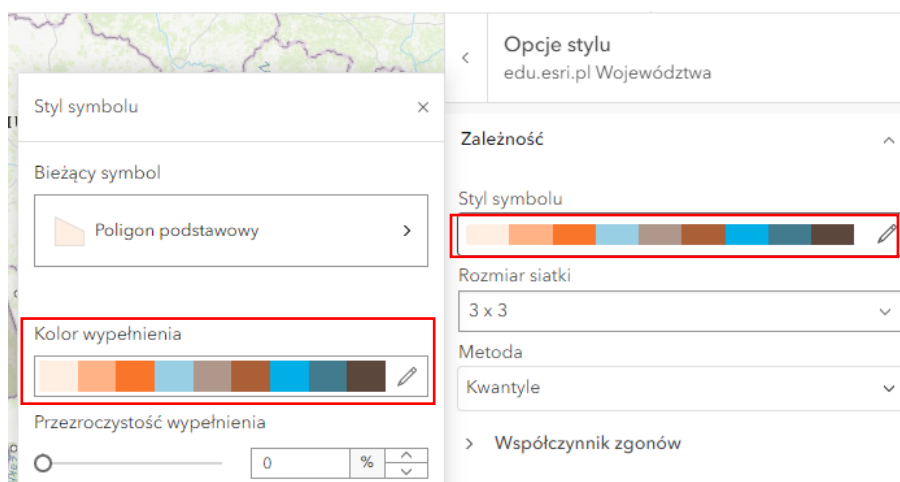 Styl symbolu
Bieżący symbol
Poligon podstawowy
Kolor wypełnienia
Przezroczystość wypełnienia
0 %
Opcje stylu
edu.esri.pl Województwa
Zależność
Styl symbolu
Rozmiar siatki
3 x 3
Metoda
Kwantyle
Współczynnik zgonów